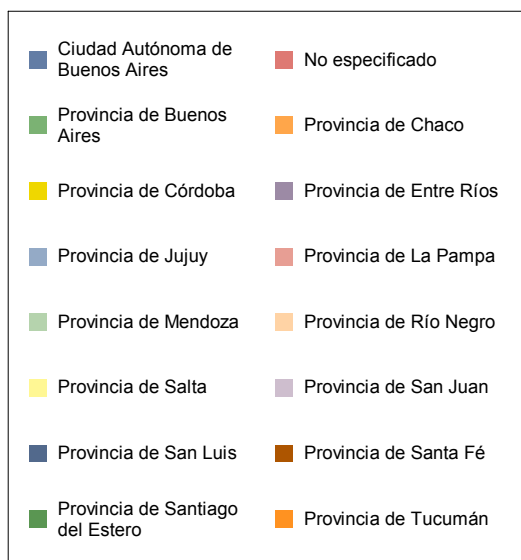 Ciudad Autónoma de
Buenos Aires
No especificado
Provincia de Buenos
Aires
Provincia de Chaco
Provincia de Córdoba
Provincia de Entre Ríos
Provincia de Jujuy
Provincia de La Pampa
Provincia de Mendoza
Provincia de Río Negro
Provincia de Salta
Provincia de San Juan
Provincia de San Luis
Provincia de Santa Fé
Provincia de Santiago
del Estero
Provincia de Tucumán